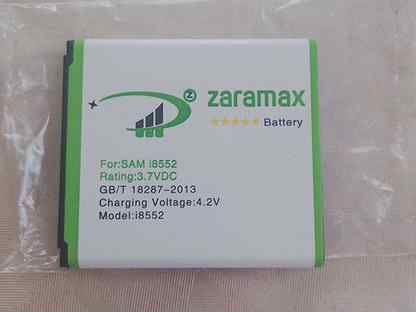 Z
zaramax
★★★★★ Battery
For:SAM i8552
Rating:3.7VDC
GB/T 18287-2013
Charging Voltage:4.2V
Model:i8552